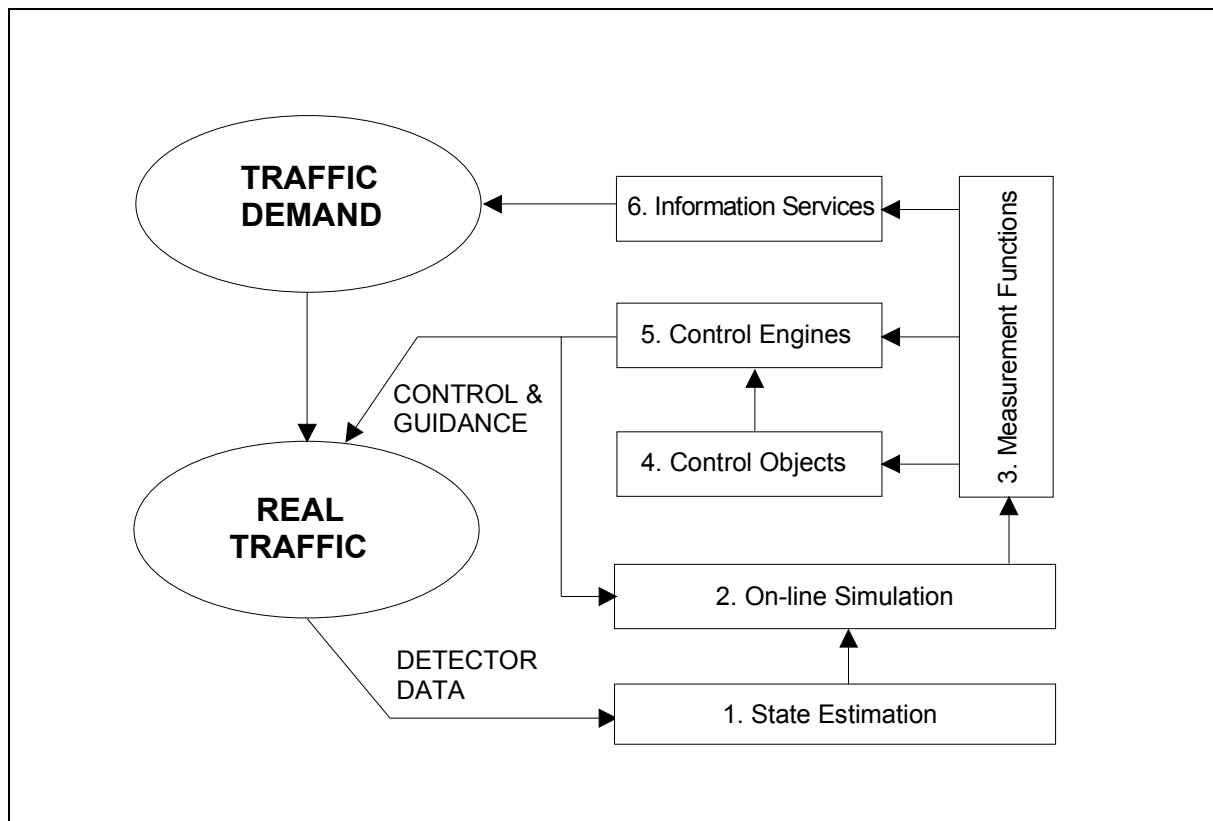 TRAFFIC
DEMAND
6. Information Services
3. Measurement Functions
5. Control Engines
CONTROL &
GUIDANCE
4. Control Objects
REAL
TRAFFIC
2. On-line Simulation
DETECTOR
DATA
1. State Estimation